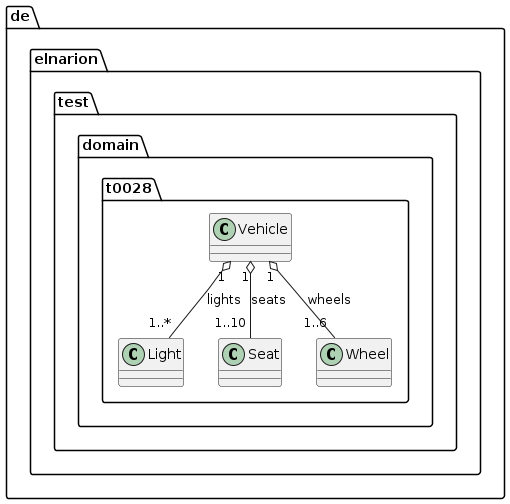 de
elnarion
test
domain
t0028
C Vehicle
1 1 1
lights seats wheels
1..* 1..10 1..6
C Light C Seat C Wheel